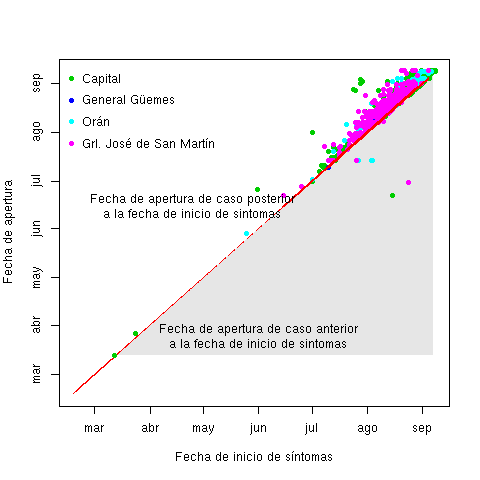 Capital
General Güemes
Orán
Grl. José de San Martín
Fecha de apertura de caso posterior
a la fecha de inicio de sintomas
Fecha de apertura de caso anterior
a la fecha de inicio de sintomas
Fecha de apertura
sep
ago
jul
jun
may
abr
mar
mar abr may jun jul ago sep
Fecha de inicio de síntomas